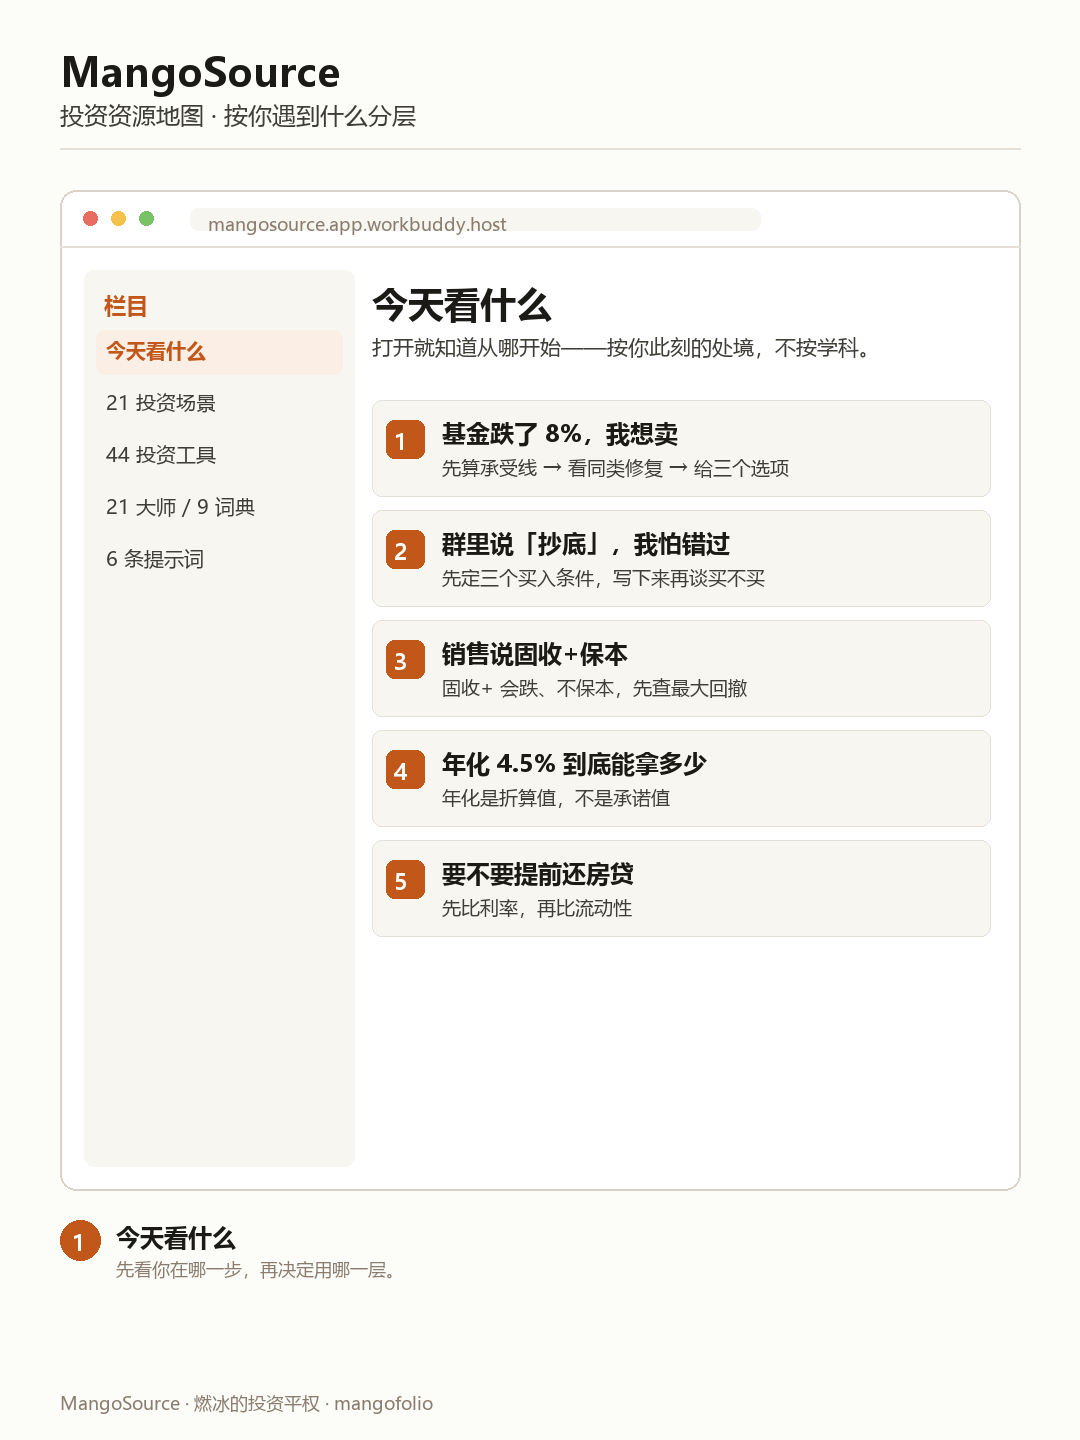 MangoSource
投资资源地图 · 按你遇到什么分层
mangosource.app.workbuddy.host
栏目
今天看什么
21 投资场景
44 投资工具
21 大师 / 9 词典
6 条提示词
今天看什么
打开就知道从哪开始——按你此刻的处境，不按学科。
1
基金跌了 8%，我想卖
先算承受线 → 看同类修复 → 给三个选项
2
群里说「抄底」，我怕错过
先定三个买入条件，写下来再谈买不买
3
销售说固收+保本
固收+ 会跌、不保本，先查最大回撤
4
年化 4.5% 到底能拿多少
年化是折算值，不是承诺值
5
要不要提前还房贷
先比利率，再比流动性
1
今天看什么
先看你在哪一步，再决定用哪一层。
MangoSource · 燃冰的投资平权 · mangofolio